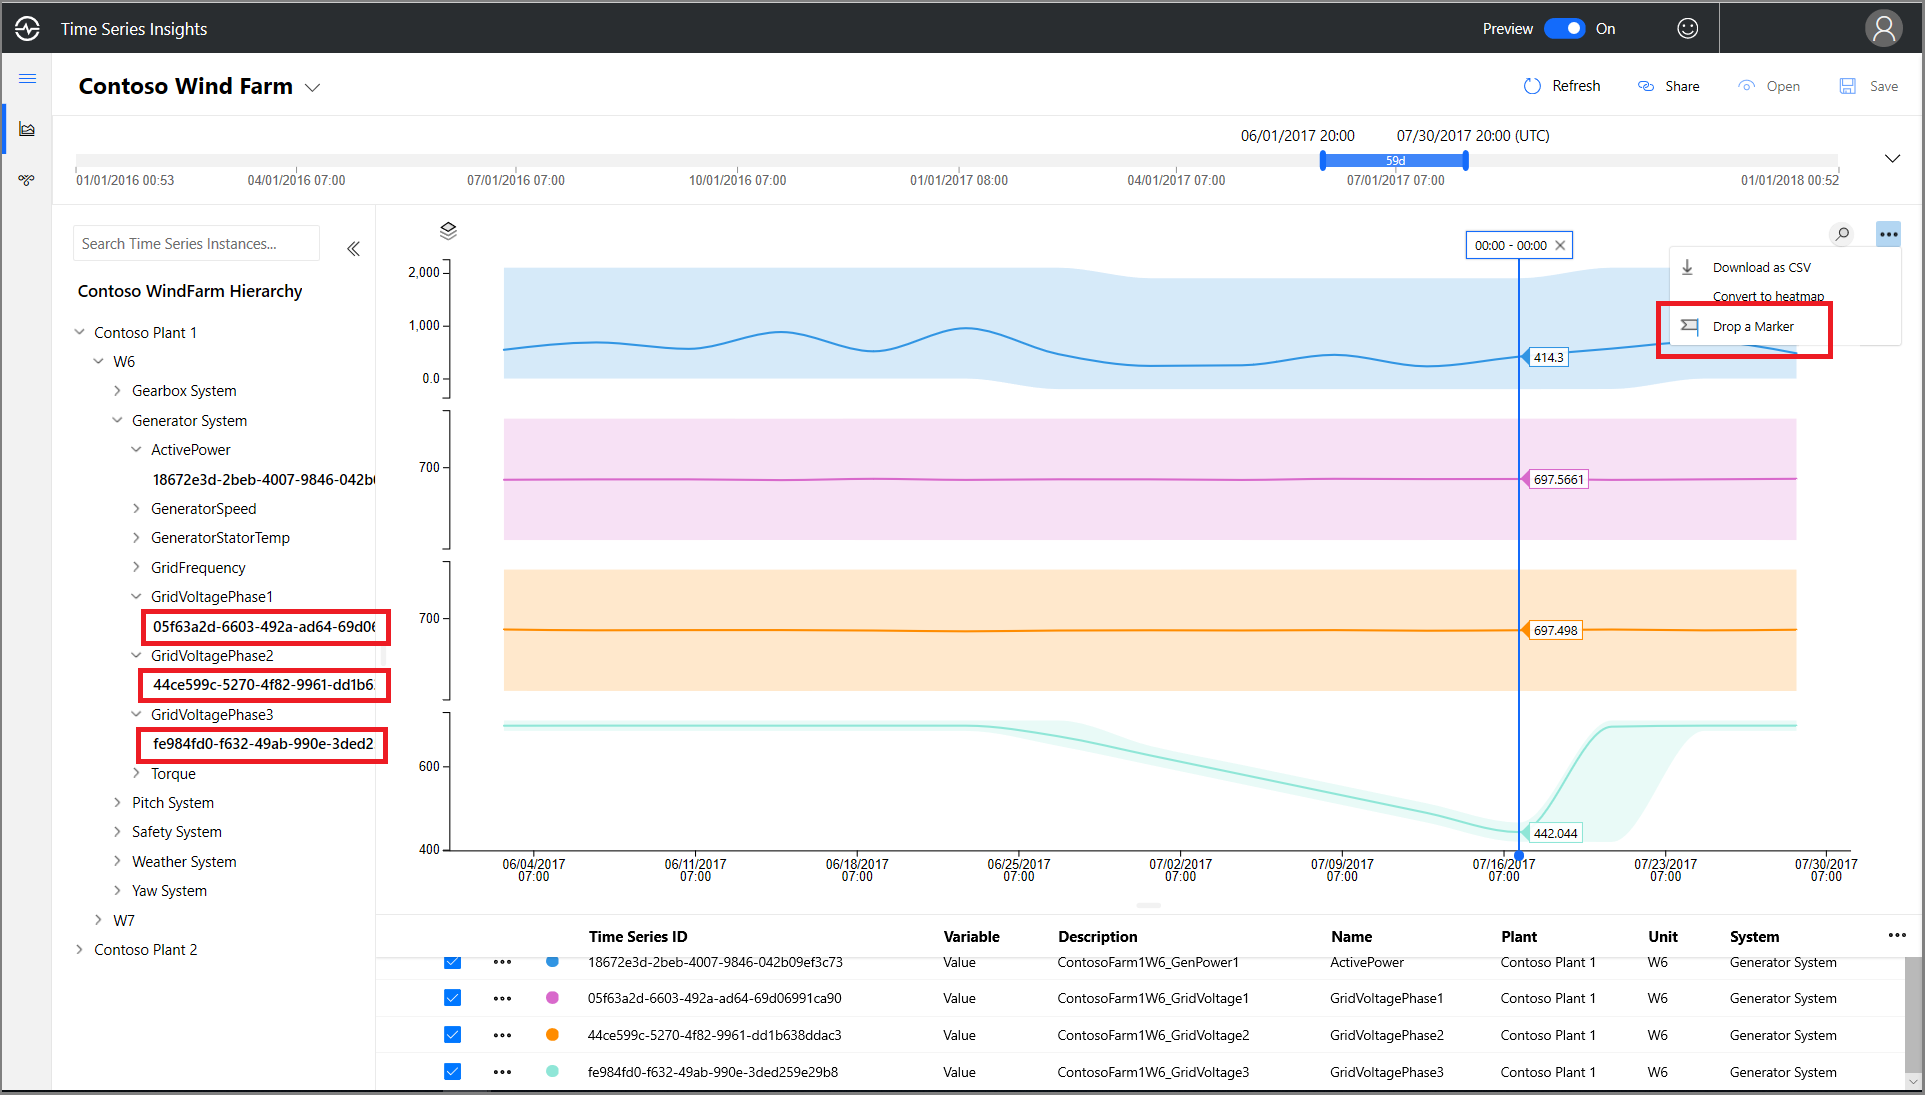 Time Series Insights
Preview On
Contoso Wind Farm
Refresh Share Open Save
06/01/2017 20:00 07/30/2017 20:00 (UTC)
59d
01/01/2016 00:53 04/01/2016 07:00 07/01/2016 07:00 10/01/2016 07:00 01/01/2017 08:00 04/01/2017 07:00 07/01/2017 07:00 01/01/2018 00:52
Search Time Series Instances...
Contoso WindFarm Hierarchy
Contoso Plant 1
W6
Gearbox System
Generator System
ActivePower
18672e3d-2beb-4007-9846-042b
GeneratorSpeed
GeneratorStatorTemp
GridFrequency
GridVoltagePhase1
05f63a2d-6603-492a-ad64-69d06
GridVoltagePhase2
44ce599c-5270-4f82-9961-dd1b6
GridVoltagePhase3
fe984fd0-f632-49ab-990e-3ded2
Torque
Pitch System
Safety System
Weather System
Yaw System
W7
Contoso Plant 2
00:00 - 00:00
Download as CSV
Convert to heatmap
Drop a Marker
2,000
1,000
0.0
414.3
700
697.5661
700
697.498
600
400
442.044
06/04/2017 06/11/2017 06/18/2017 06/25/2017 07/02/2017 07/09/2017 07/16/2017 07/23/2017 07/30/2017
07:00 07:00 07:00 07:00 07:00 07:00 07:00 07:00 07:00
Time Series ID Variable Description Name Plant Unit System
18672e3d-2beb-4007-9846-042b09ef3c73 Value ContosoFarm1W6_GenPower1 ActivePower Contoso Plant 1 W6 Generator System
05f63a2d-6603-492a-ad64-69d06991ca90 Value ContosoFarm1W6_GridVoltage1 GridVoltagePhase1 Contoso Plant 1 W6 Generator System
44ce599c-5270-4f82-9961-dd1b638ddac3 Value ContosoFarm1W6_GridVoltage2 GridVoltagePhase2 Contoso Plant 1 W6 Generator System
fe984fd0-f632-49ab-990e-3ded259e29b8 Value ContosoFarm1W6_GridVoltage3 GridVoltagePhase3 Contoso Plant 1 W6 Generator System